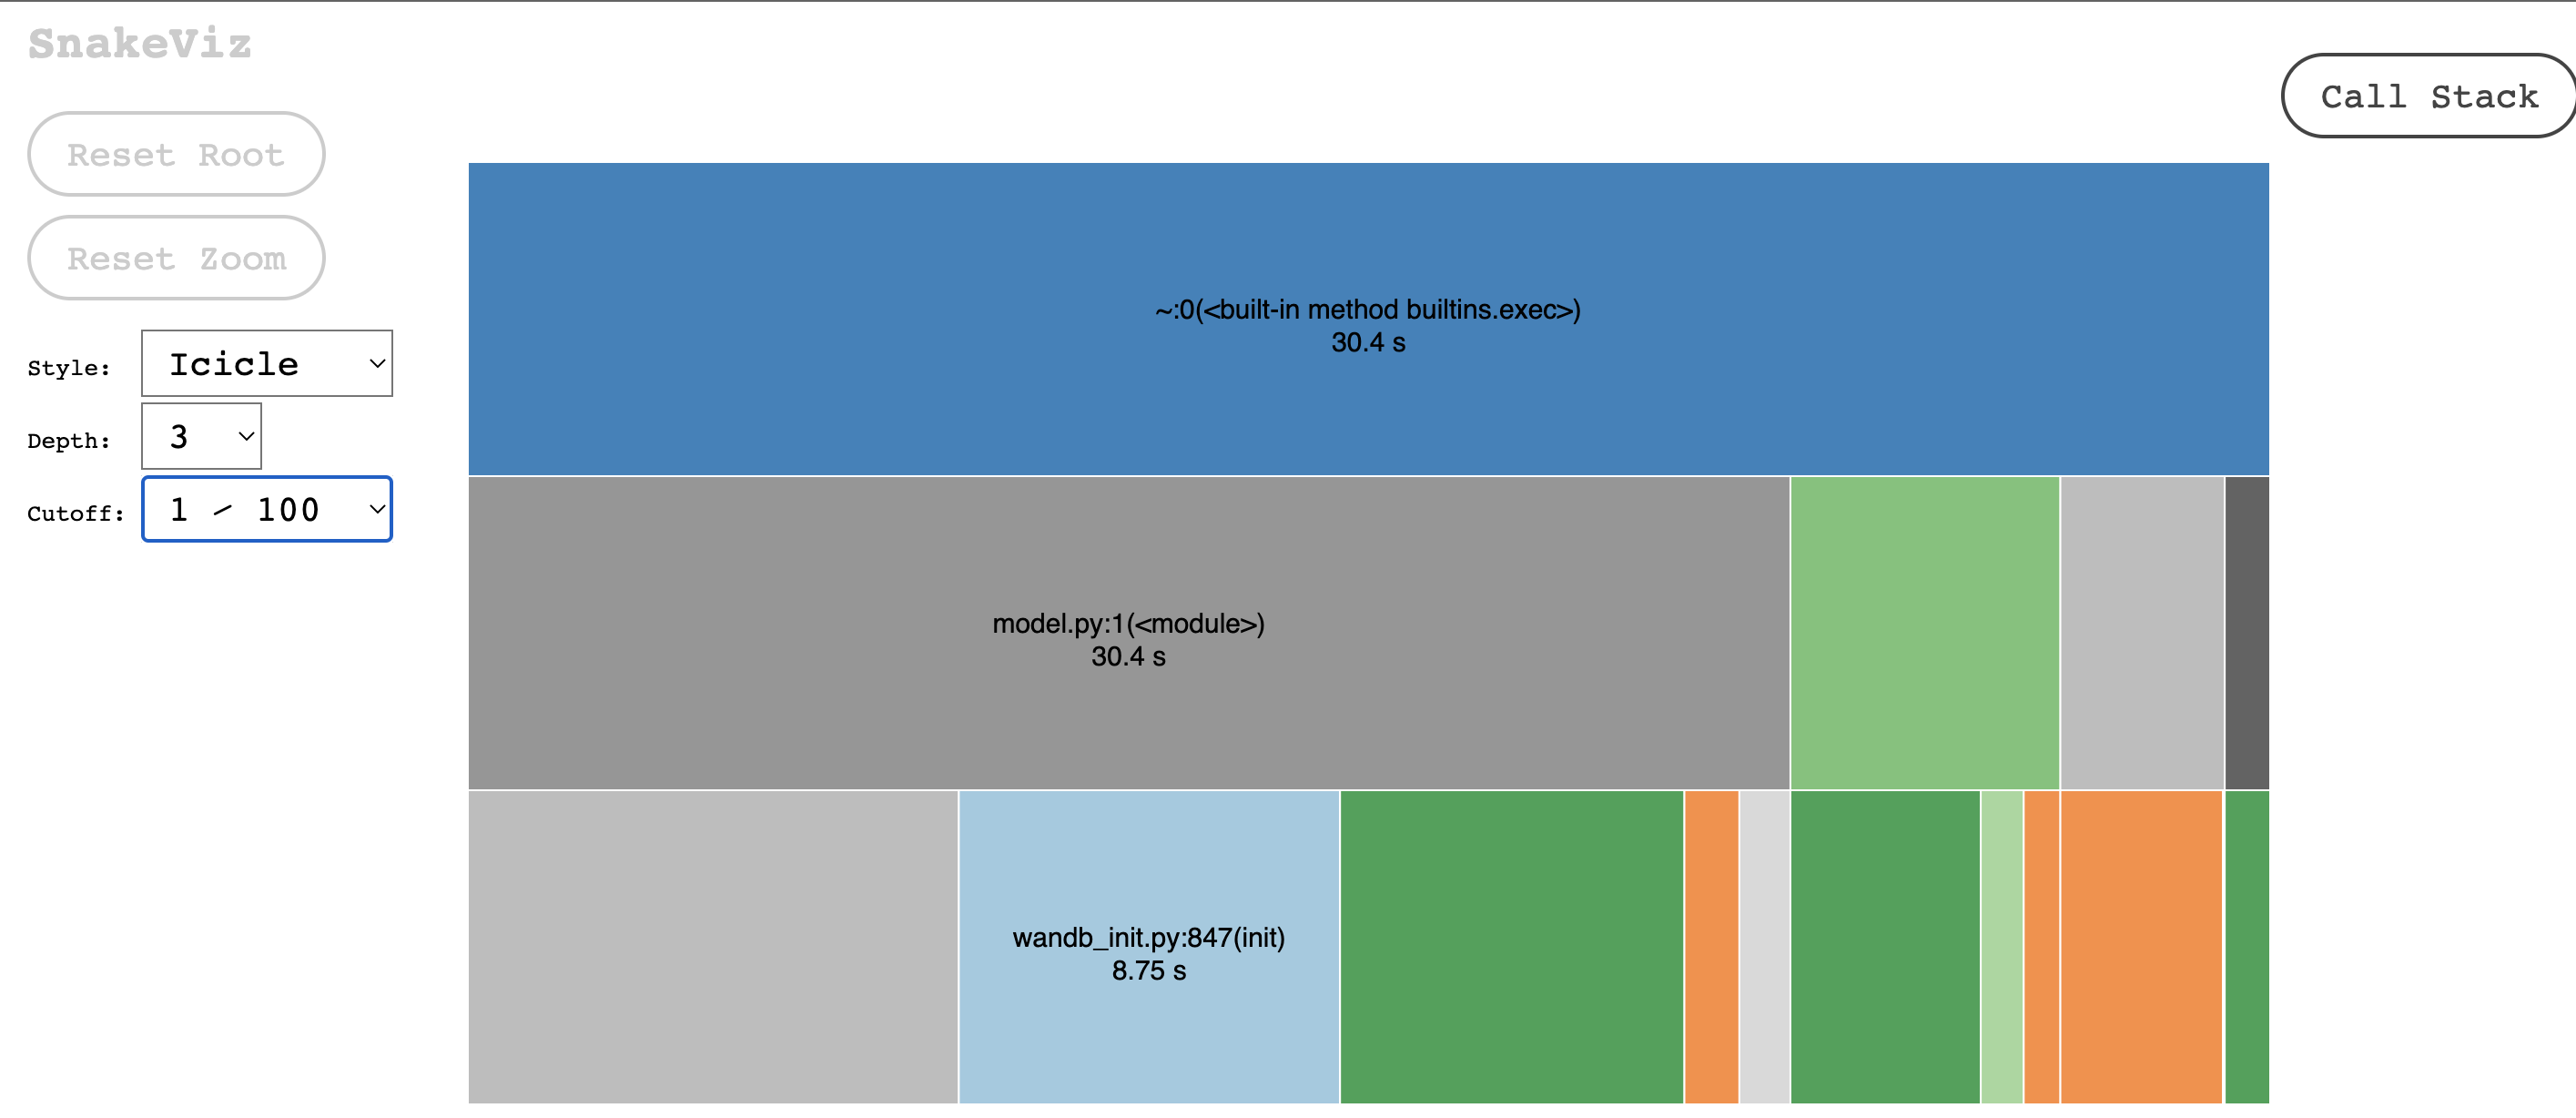 SnakeViz
Call Stack
Reset Root
Reset Zoom
Style: Icicle
Depth: 3
Cutoff: 1 / 100
~:0(<built-in method builtins.exec>)
30.4 s
model.py:1(<module>)
30.4 s
wandb_init.py:847(init)
8.75 s